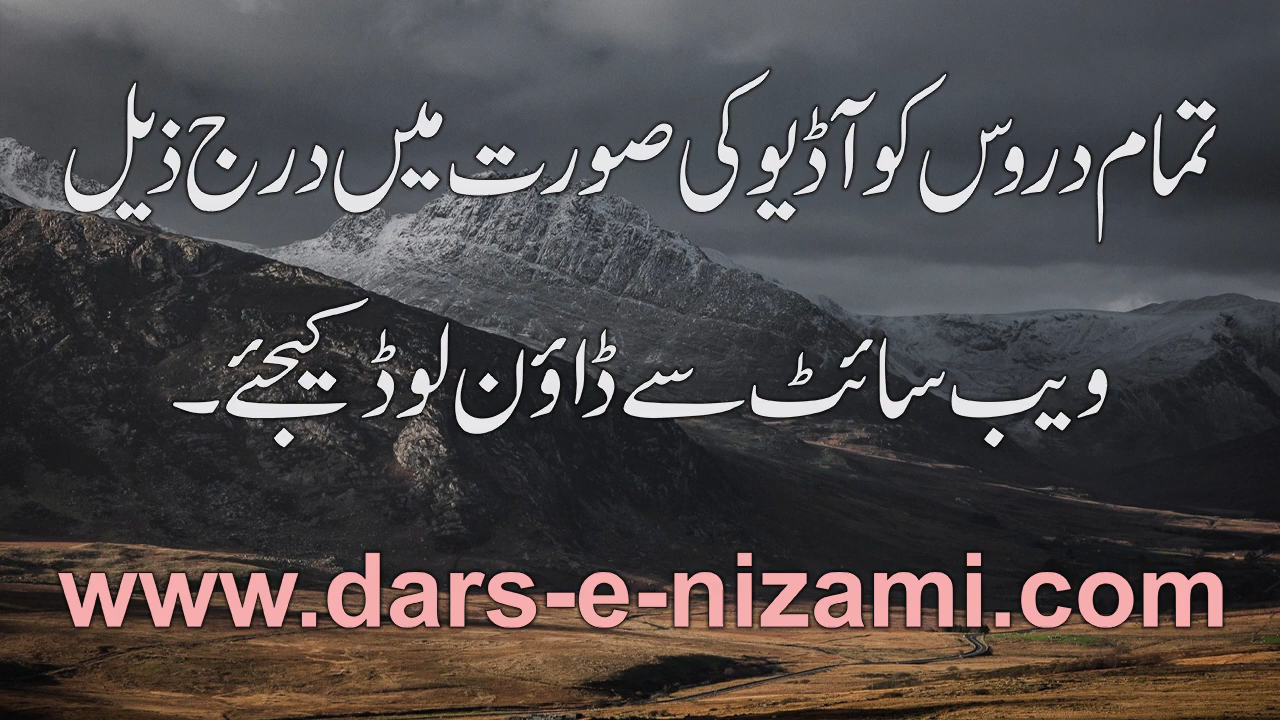 تمام دروس کو آڈیو کی صورت میں درج ذیل
ویب سائٹ سے ڈاؤن لوڈ کیجئے۔
www.dars-e-nizami.com